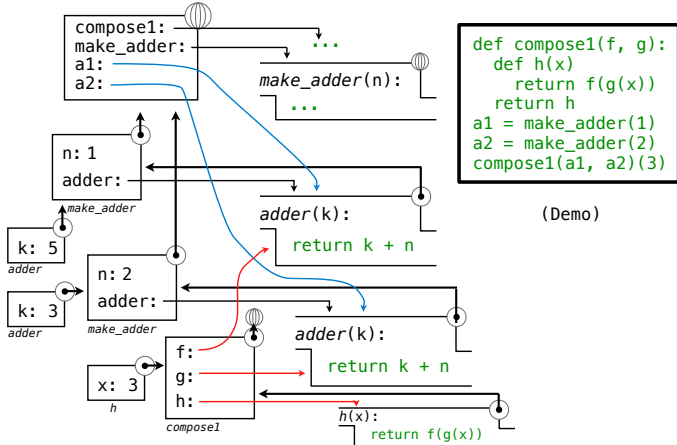 compose1:
make_adder:
a1:
a2:
...
make_adder(n):
...
def compose1(f, g):
def h(x)
return f(g(x))
return h
a1 = make_adder(1)
a2 = make_adder(2)
compose1(a1, a2)(3)
(Demo)
n: 1
adder:
make_adder
adder(k):
return k + n
k: 5
adder
n: 2
adder:
make_adder
k: 3
adder
adder(k):
return k + n
f:
g:
h:
compose1
x: 3
h
h(x):
return f(g(x))